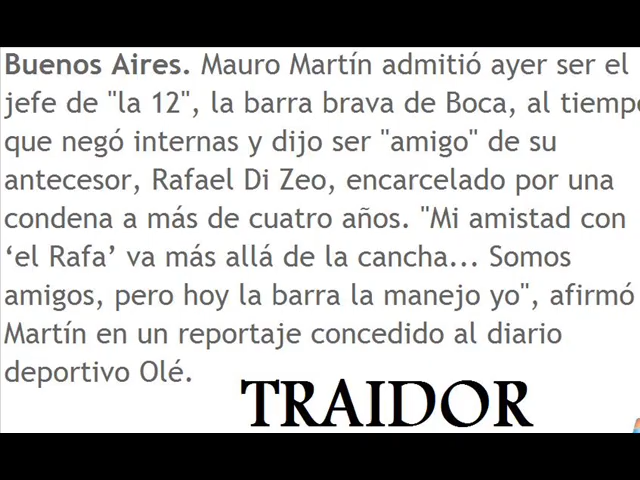 Buenos Aires. Mauro Martín admitió ayer ser el
jefe de "la 12", la barra brava de Boca, al tiempo
que negó internas y dijo ser "amigo" de su
antecesor, Rafael Di Zeo, encarcelado por una
condena a más de cuatro años. "Mi amistad con
‘el Rafa’ va más allá de la cancha... Somos
amigos, pero hoy la barra la manejo yo", afirmó
Martín en un reportaje concedido al diario
deportivo Olé.
TRAIDOR